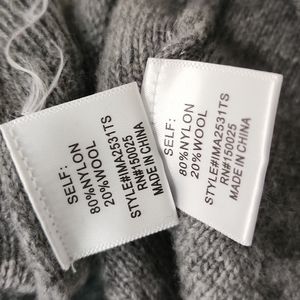 SELF:
80%NYLON
20%WOOL
STYLE#IMA2531TS
RN#150025
MADE IN CHINA
SELF:
80%NYLON
20%WOOL
STYLE#IMA2531TS
RN#150025
MADE IN CHINA